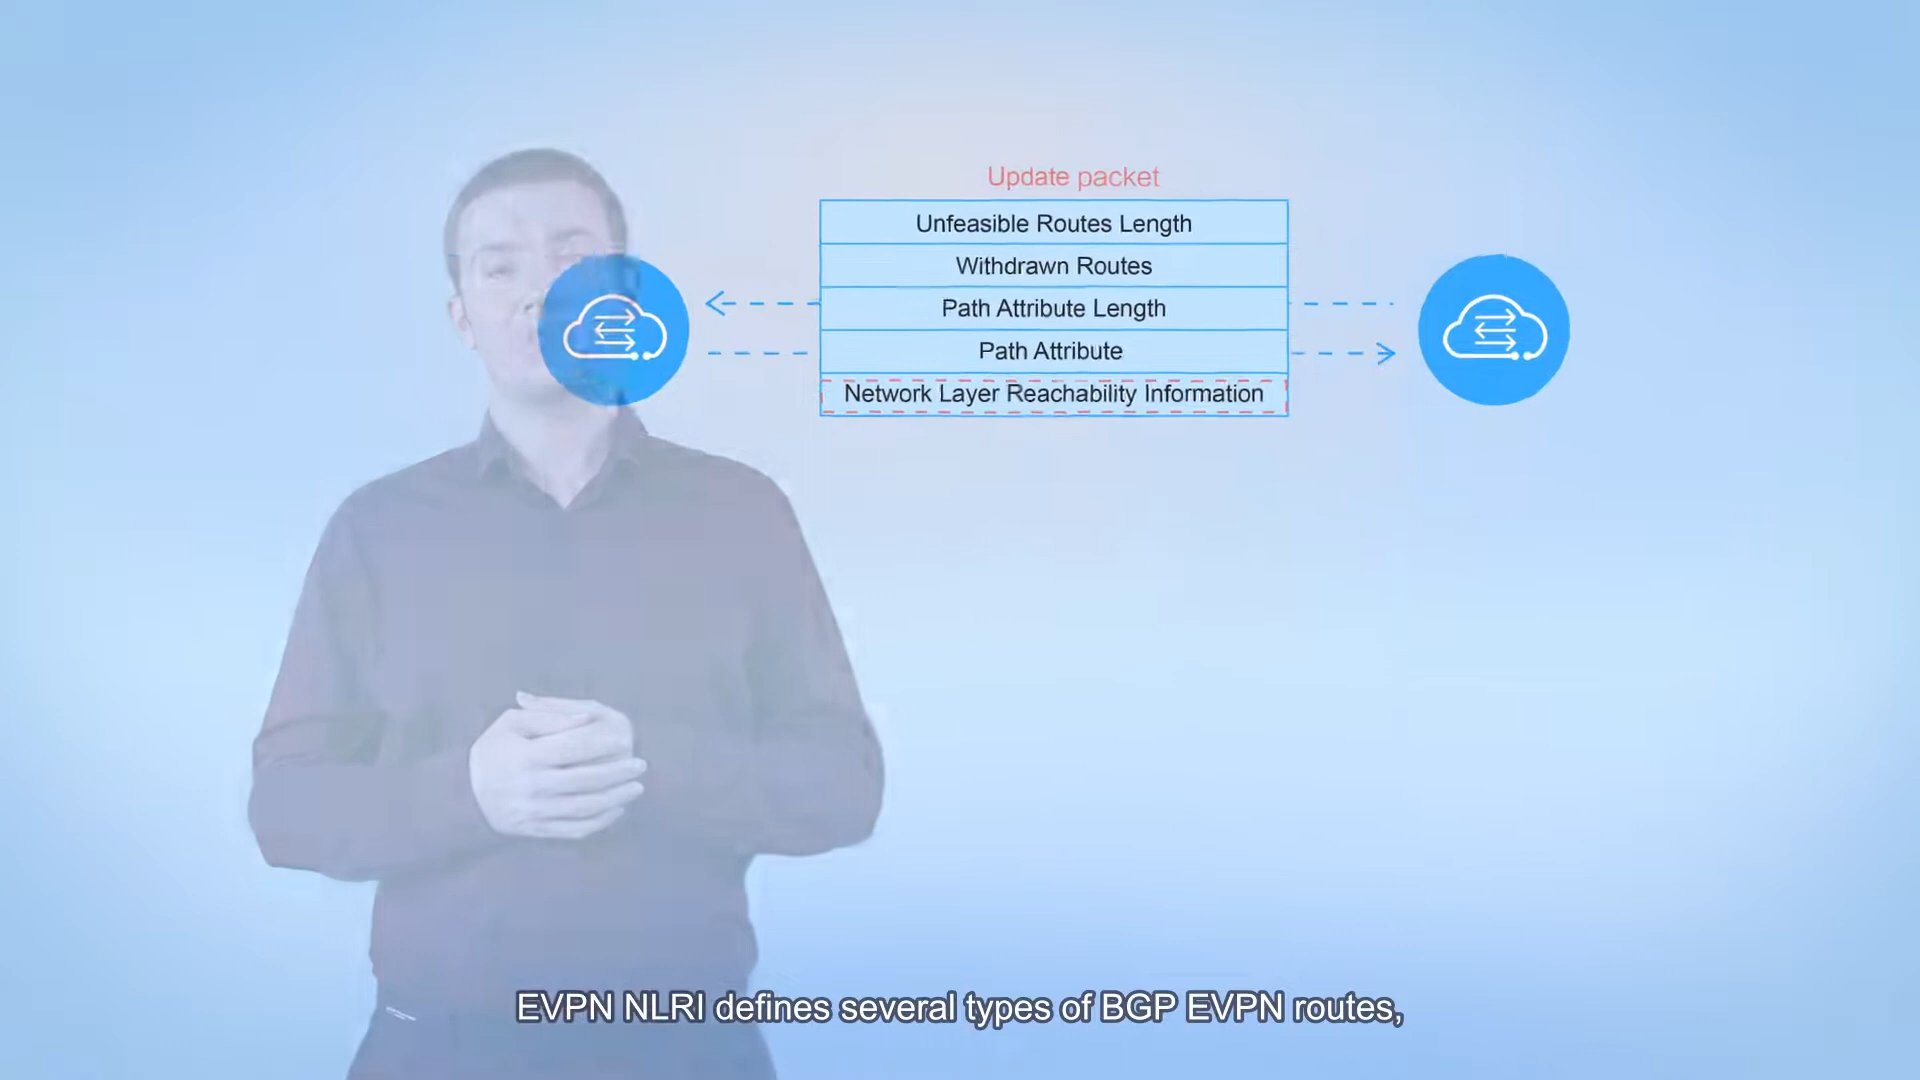 Update packet
Unfeasible Routes Length
Withdrawn Routes
Path Attribute Length
Path Attribute
Network Layer Reachability Information
EVPN NLRI defines several types of BGP EVPN routes,